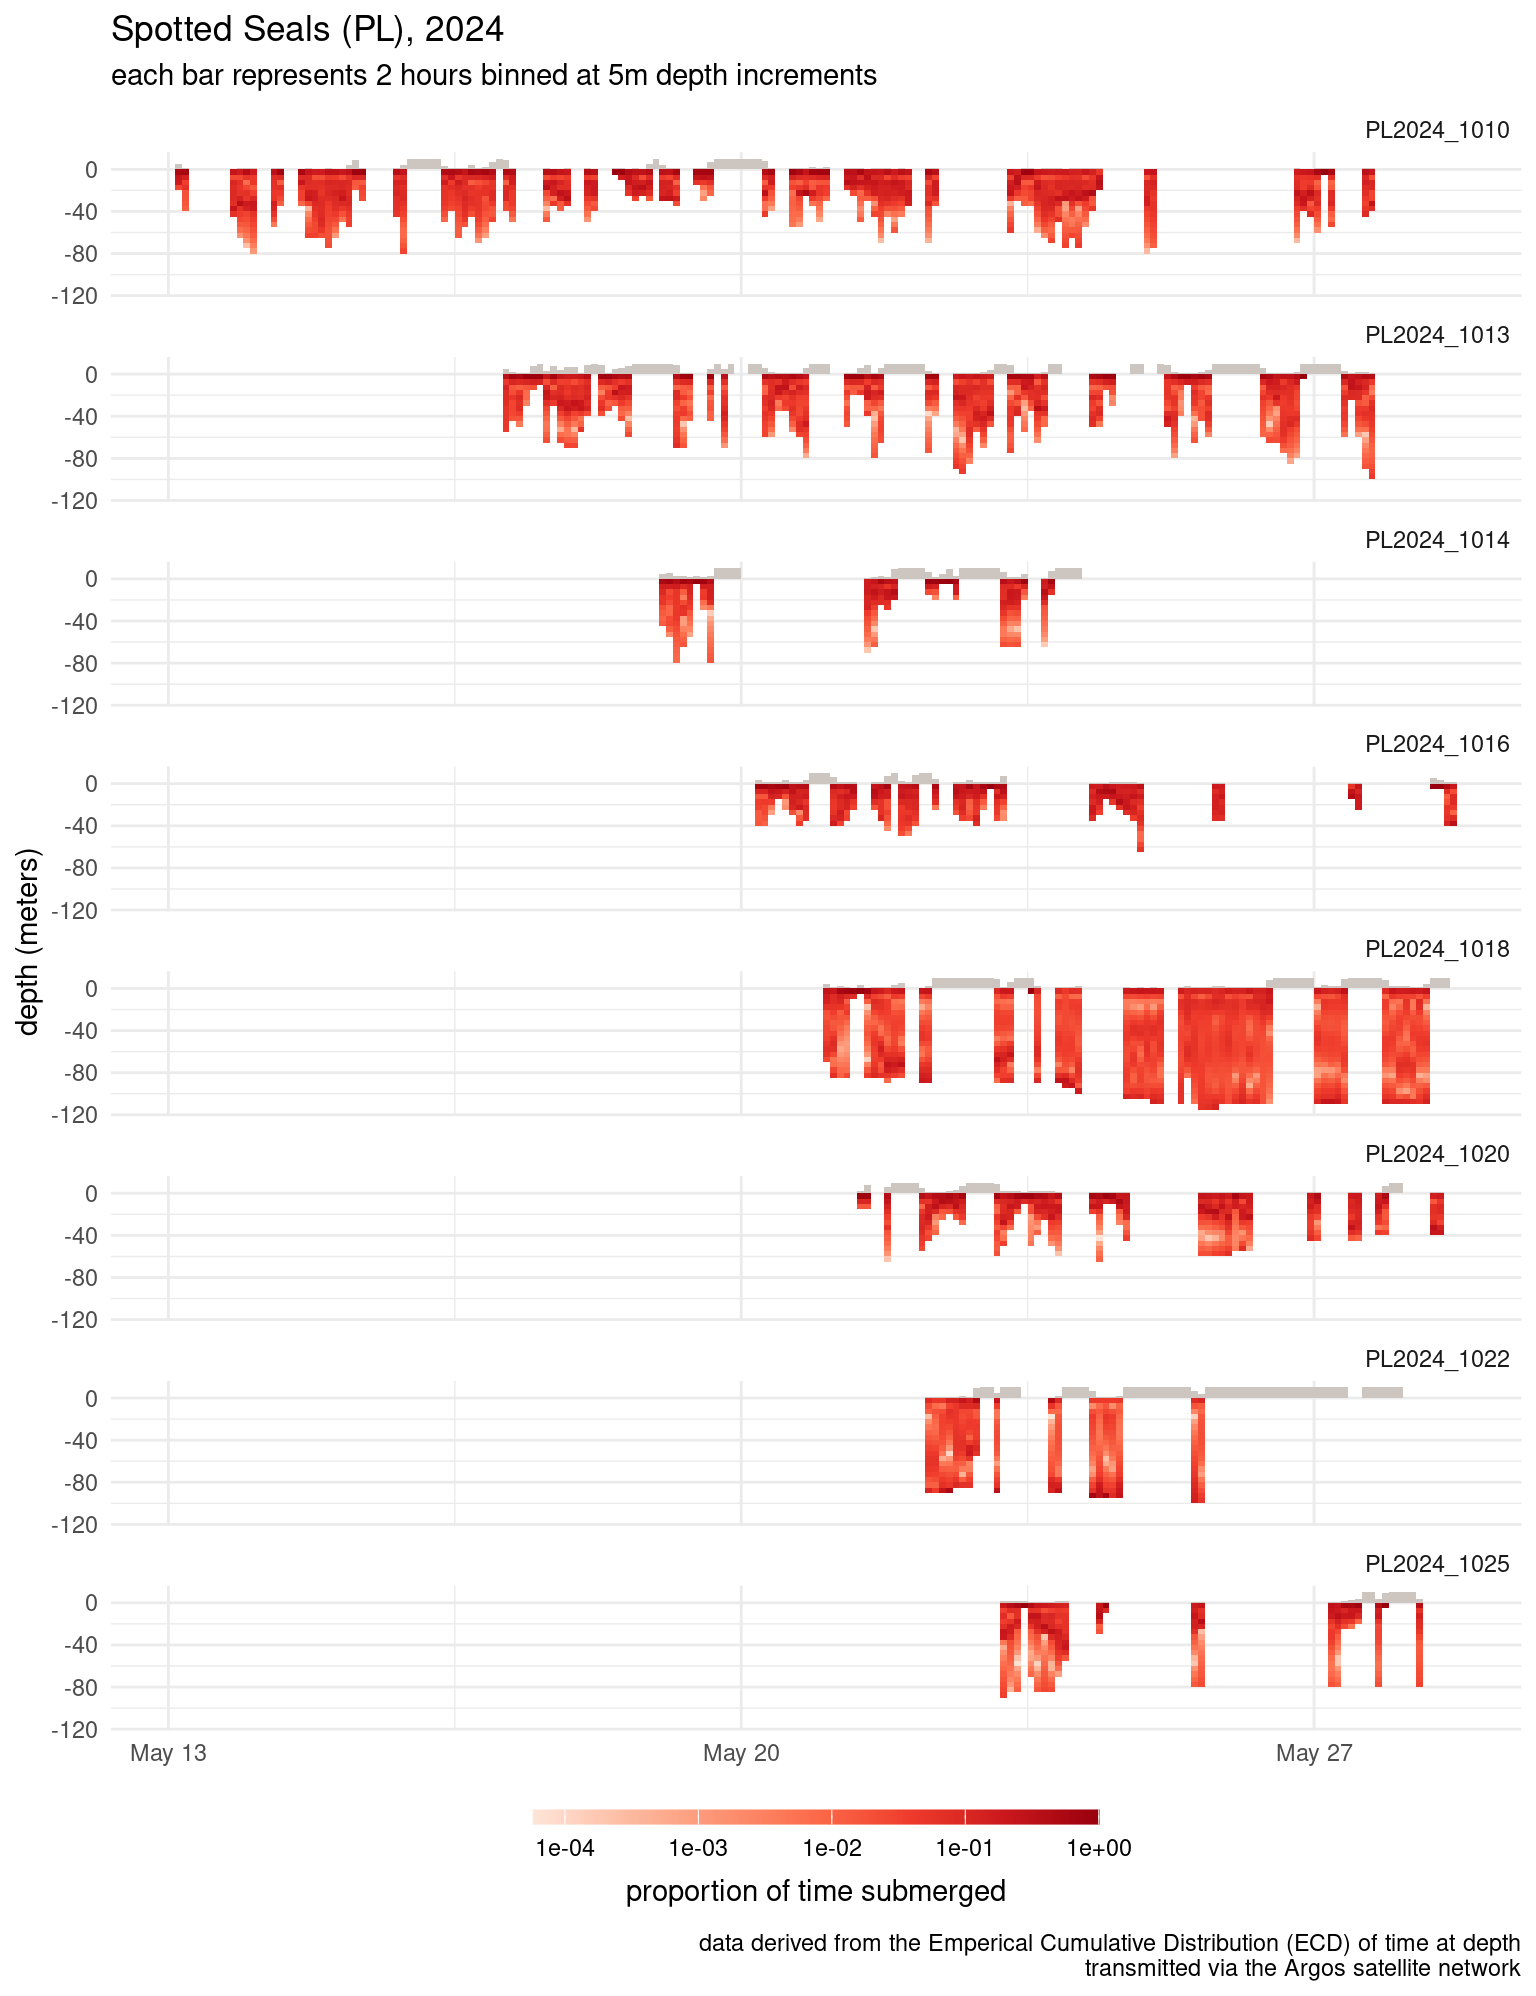 Spotted Seals (PL), 2024
each bar represents 2 hours binned at 5m depth increments
PL2024_1010
0
-40
-80
-120
PL2024_1013
0
-40
-80
-120
PL2024_1014
0
-40
-80
-120
PL2024_1016
0
-40
-80
-120
PL2024_1018
0
-40
-80
-120
PL2024_1020
0
-40
-80
-120
PL2024_1022
0
-40
-80
-120
PL2024_1025
0
-40
-80
-120
depth (meters)
May 13 May 20 May 27
1e-04 1e-03 1e-02 1e-01 1e+00
proportion of time submerged
data derived from the Emperical Cumulative Distribution (ECD) of time at depth
transmitted via the Argos satellite network